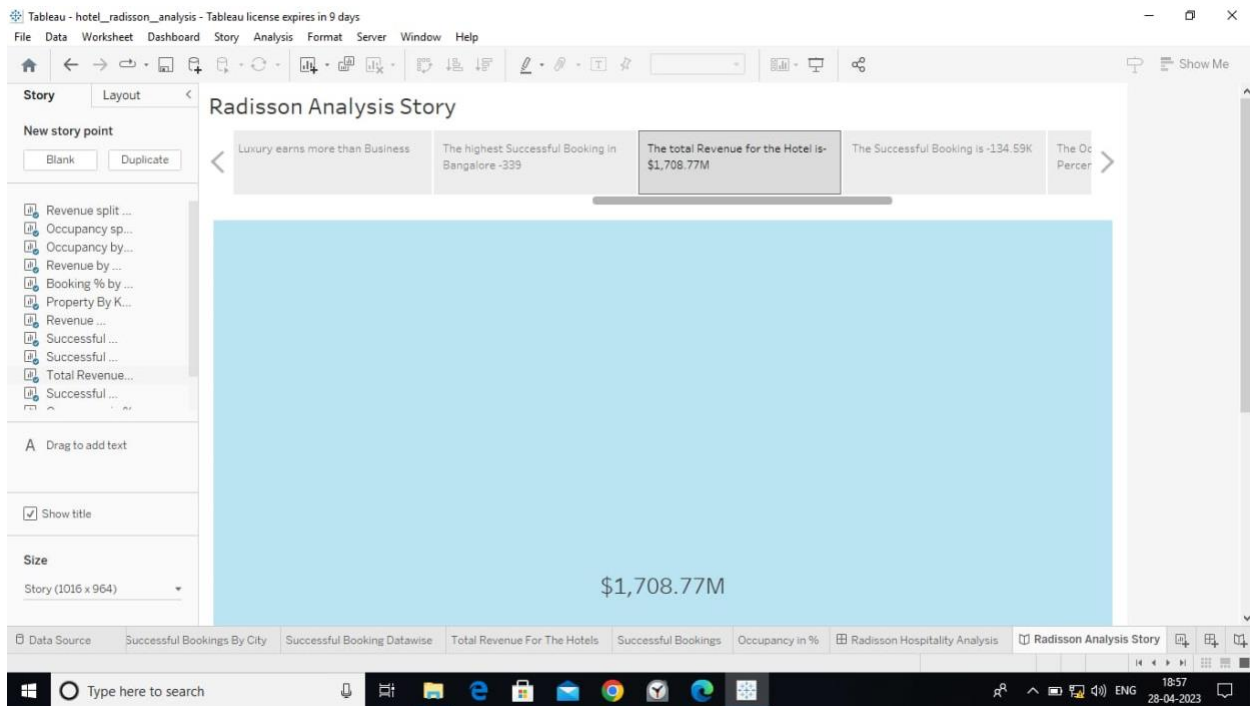 Tableau - hotel_radisson_analysis - Tableau license expires in 9 days
File Data Worksheet Dashboard Story Analysis Format Server Window Help
Show Me
Story Layout
Radisson Analysis Story
New story point
Blank Duplicate
Luxury earns more than Business
The highest Successful Booking in
Bangalore -339
The total Revenue for the Hotel is-
$1,708.77M
The Successful Booking is -134.59K
The Oc
Percer
Revenue split ...
Occupancy sp...
Occupancy by...
Revenue by ...
Booking % by ...
Property By K...
Revenue ...
Successful ...
Successful ...
Total Revenue...
Successful ...
A Drag to add text
Show title
Size
Story (1016 x 964)
$1,708.77M
Data Source Successful Bookings By City Successful Booking Datawise Total Revenue For The Hotels Successful Bookings Occupancy in % Radisson Hospitality Analysis Radisson Analysis Story
Type here to search
ENG
18:57
28-04-2023